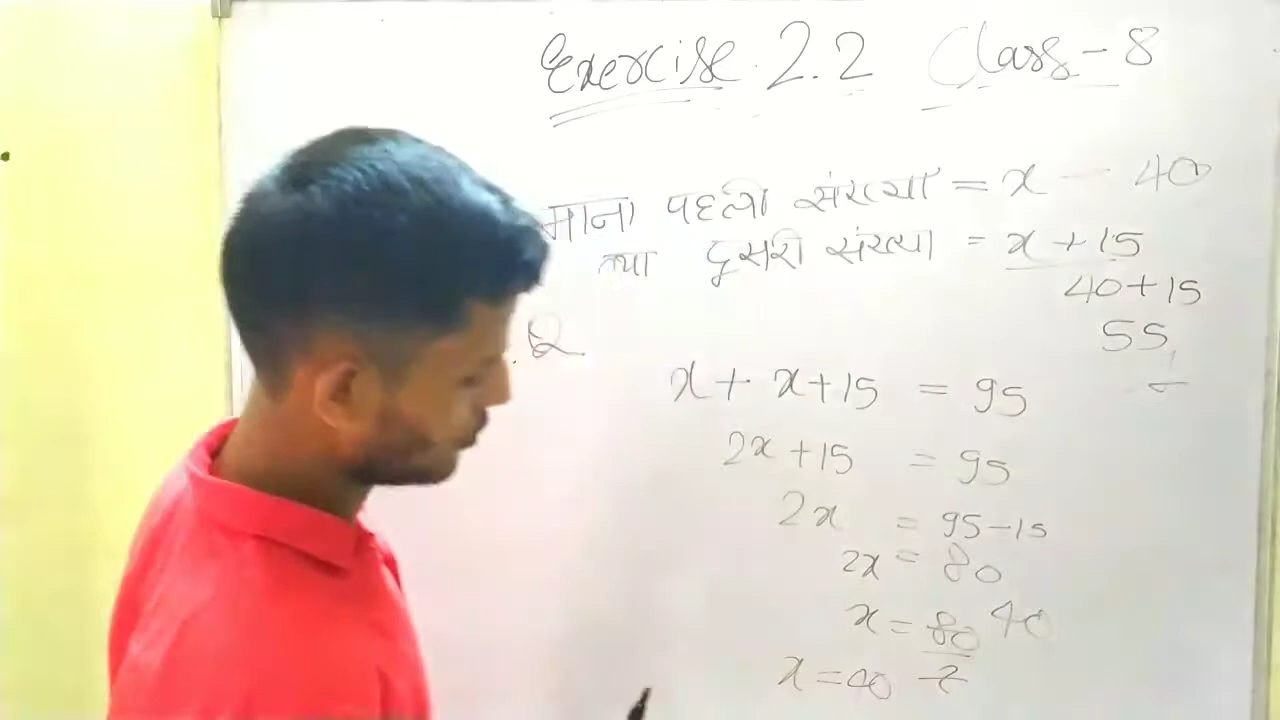 Exercise 2.2 Class-8
माना पहली संख्या = x - 40
तथा दूसरी संख्या = x + 15
40+15
55
x + x+15 = 95
2x +15 = 95
2x = 95-15
2x = 80
x = 80/2 40
x = 40